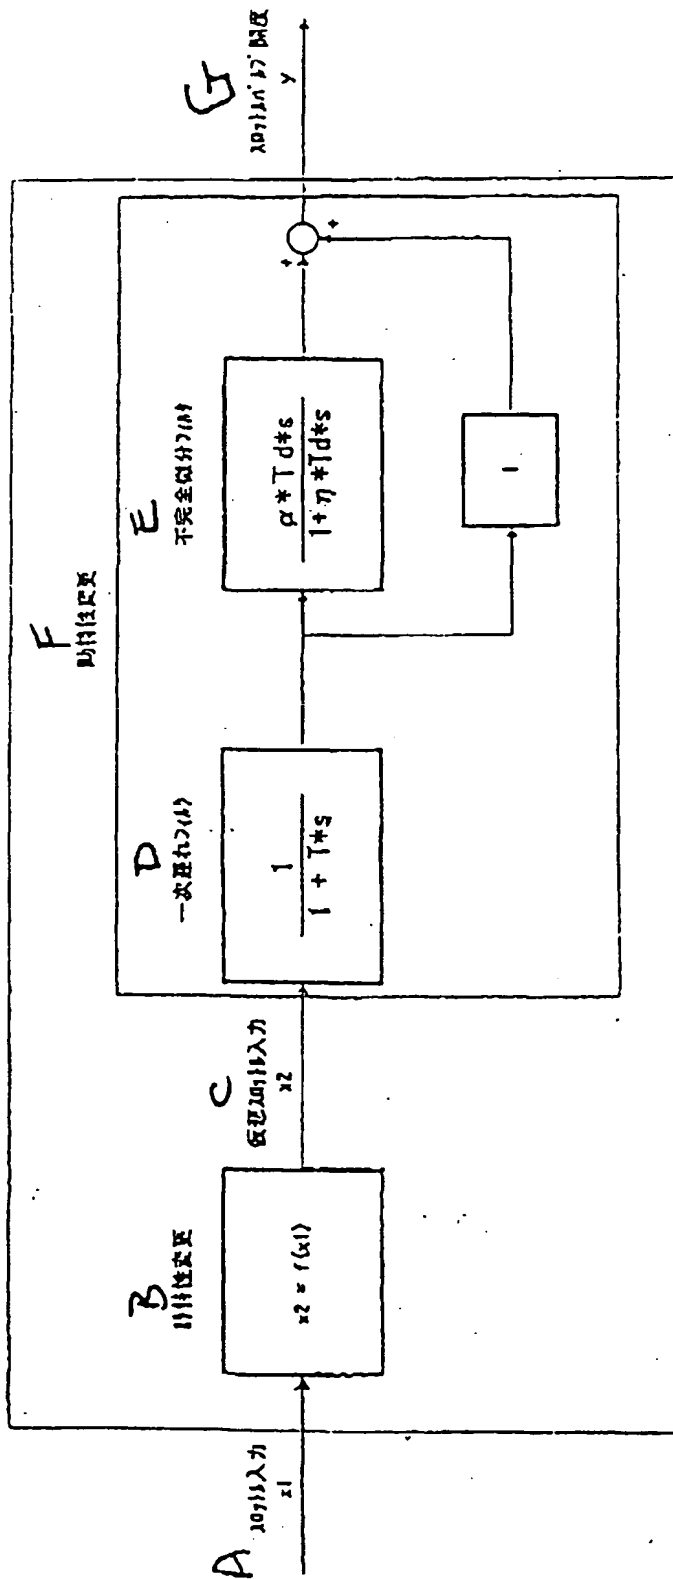 A
スロットル入力
x1
B
静特性変更
x2 = f(x1)
C
仮想スロットル入力
x2
D
一次遅れフィルタ
1
1 + T*s
E
不完全微分フィルタ
α*Td*s
1+η*Td*s
1
+
+
F
動特性変更
G
スロットルバルブ開度
y